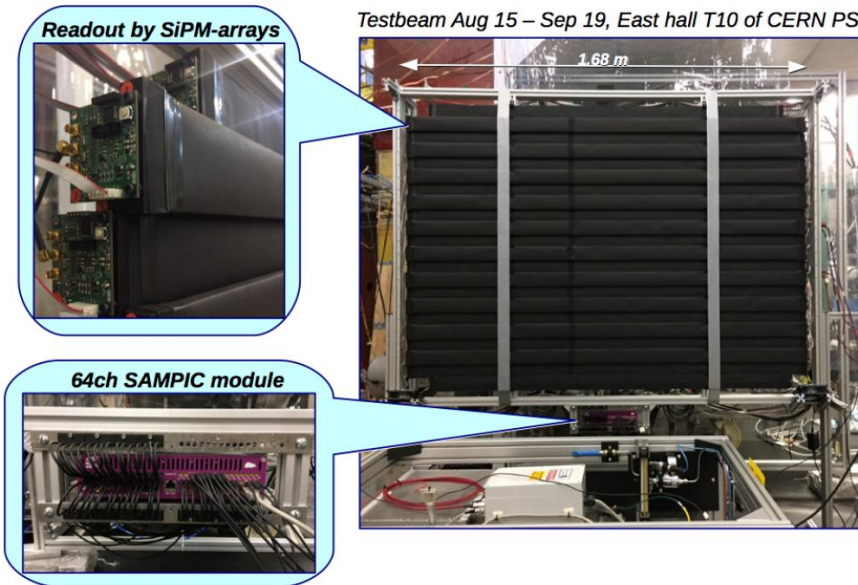 Readout by SiPM-arrays
Testbeam Aug 15 – Sep 19, East hall T10 of CERN PS
1.68 m
64ch SAMPIC module